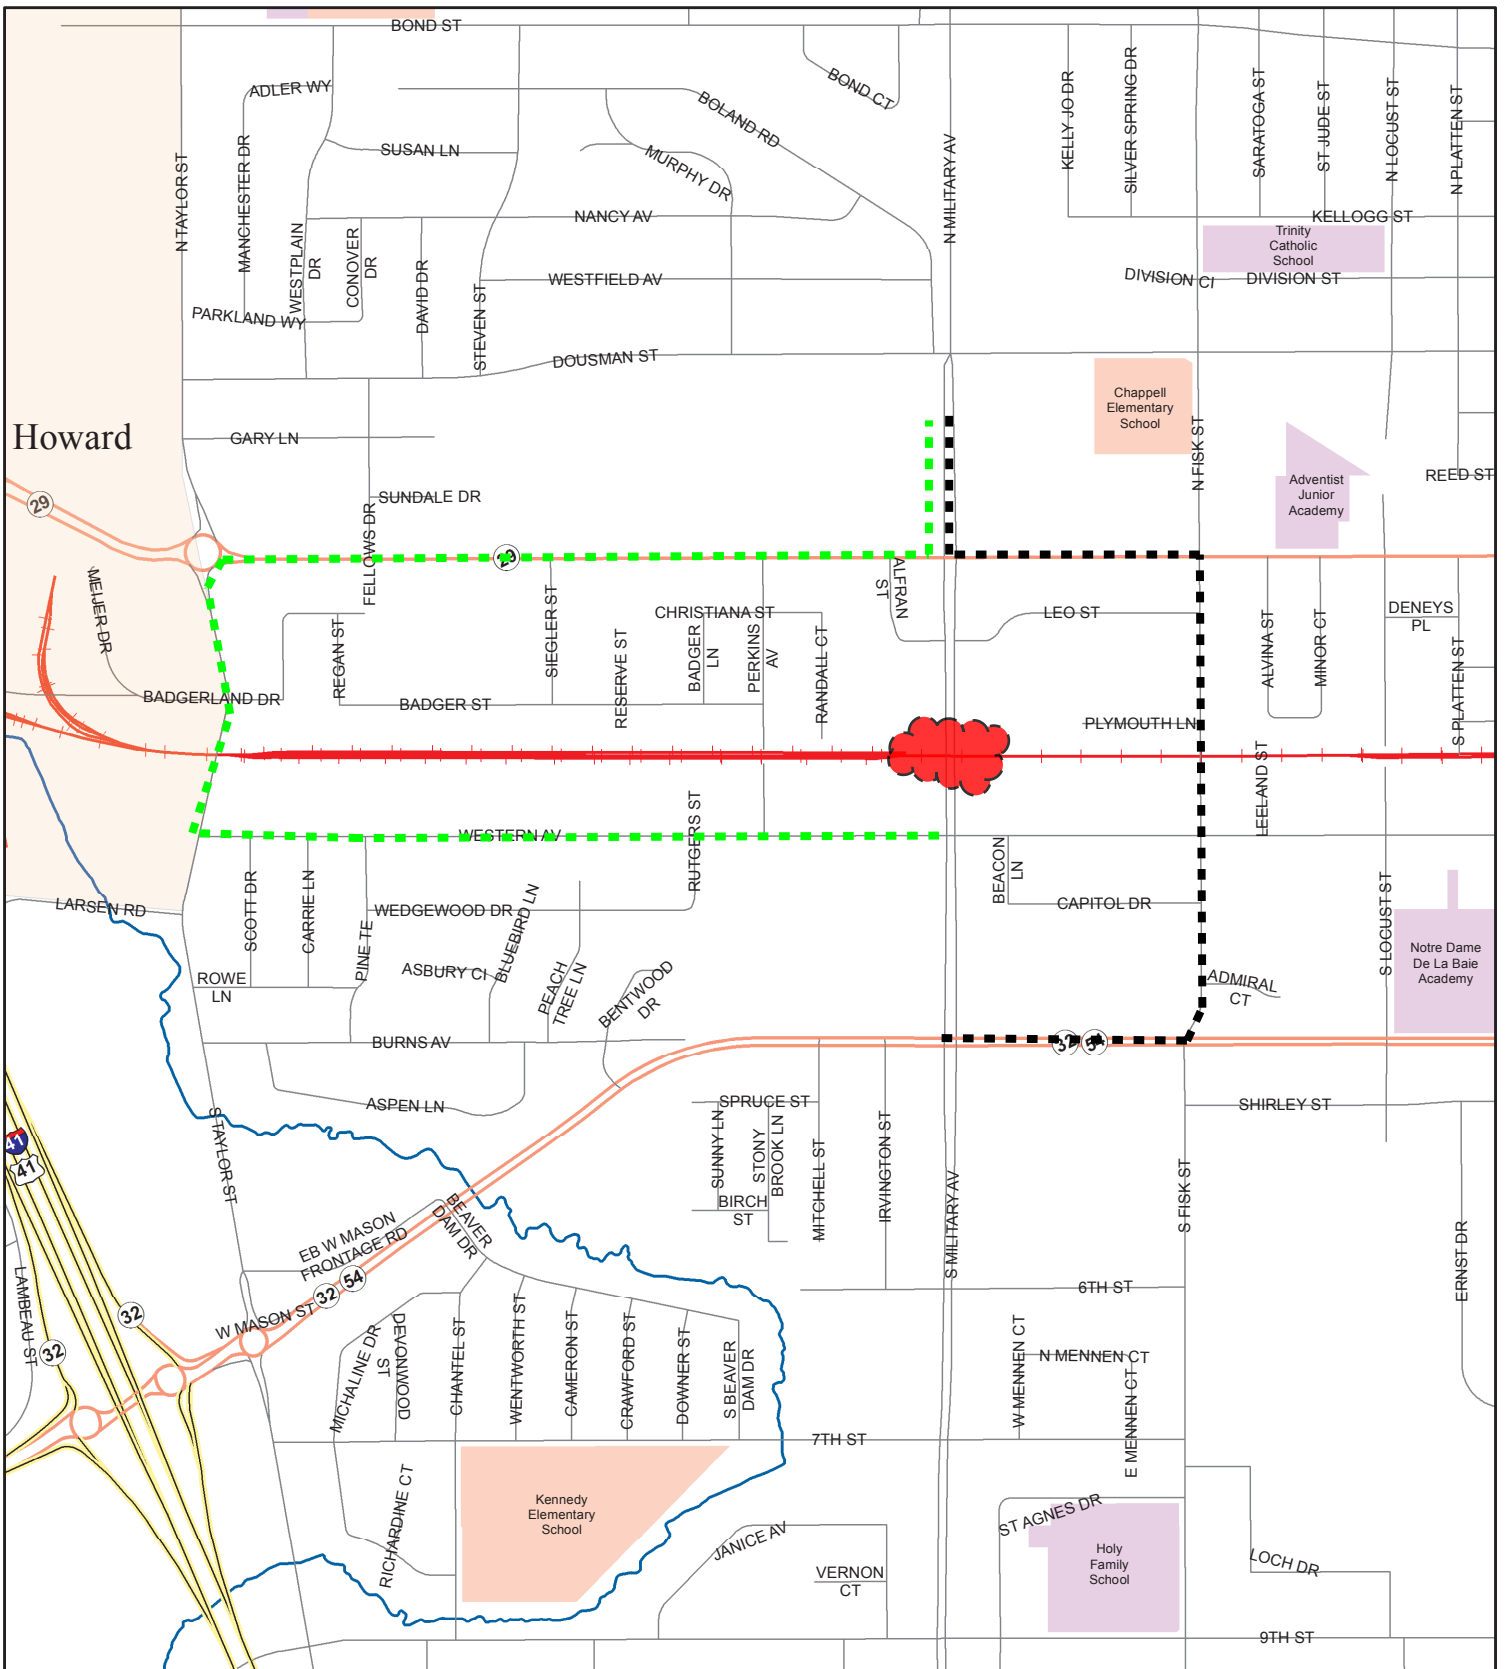 BOND ST
ADLER WY
BOND CT
BOLAND RD
SUSAN LN
MURPHY DR
N TAYLOR ST
MANCHESTER DR
N MILITARY AV
KELLY JO DR
SILVER SPRING DR
SARATOGA ST
ST JUDE ST
N LOCUST ST
N PLATTEN ST
NANCY AV
KELLOGG ST
WESTPLAIN
DR
CONOVER
DR
DAVID DR
STEVEN ST
WESTFIELD AV
Trinity
Catholic
School
DIVISION CI
DIVISION ST
PARKLAND WY
DOUSMAN ST
Chappell
Elementary
School
Howard
GARY LN
N FISK ST
REED ST
Adventist
Junior
Academy
SUNDALE DR
29
FELLOWS DR
29
MEIJER DR
ALFRAN
ST
CHRISTIANA ST
LEO ST
DENEYS
PL
SIEGLER ST
REGAN ST
RESERVE ST
BADGER
LN
PERKINS
AV
RANDALL CT
ALVINA ST
MINOR CT
S PLATTEN ST
BADGERLAND DR
BADGER ST
PLYMOUTH LN
LEELAND ST
WESTERN AV
RUTGERS ST
BEACON
LN
LARSEN RD
SCOTT DR
CARRIE LN
PINE TE
WEDGEWOOD DR
BLUEBIRD LN
CAPITOL DR
S LOCUST ST
Notre Dame
De La Baie
Academy
ROWE
LN
ASBURY CI
PEACH
TREE LN
BENTWOOD
DR
ADMIRAL
CT
BURNS AV
32
54
ASPEN LN
SPRUCE ST
SHIRLEY ST
41
41
S TAYLOR ST
SUNNY LN
STONY
BROOK LN
MITCHELL ST
IRVINGTON ST
S MILITARY AV
S FISK ST
BIRCH
ST
BEAVER
DAM DR
EB W MASON
FRONTAGE RD
ERNST DR
LAMBEAU ST
32
32
W MASON ST
32
54
6TH ST
MICHALINE DR
DEVONWOOD
ST
CHANTEL ST
WENTWORTH ST
CAMERON ST
CRAWFORD ST
DOWNER ST
S BEAVER
DAM DR
W MENNEN CT
N MENNEN CT
E MENNEN CT
7TH ST
RICHARDINE CT
Kennedy
Elementary
School
ST AGNES DR
JANICE AV
VERNON
CT
Holy
Family
School
LOCH DR
9TH ST